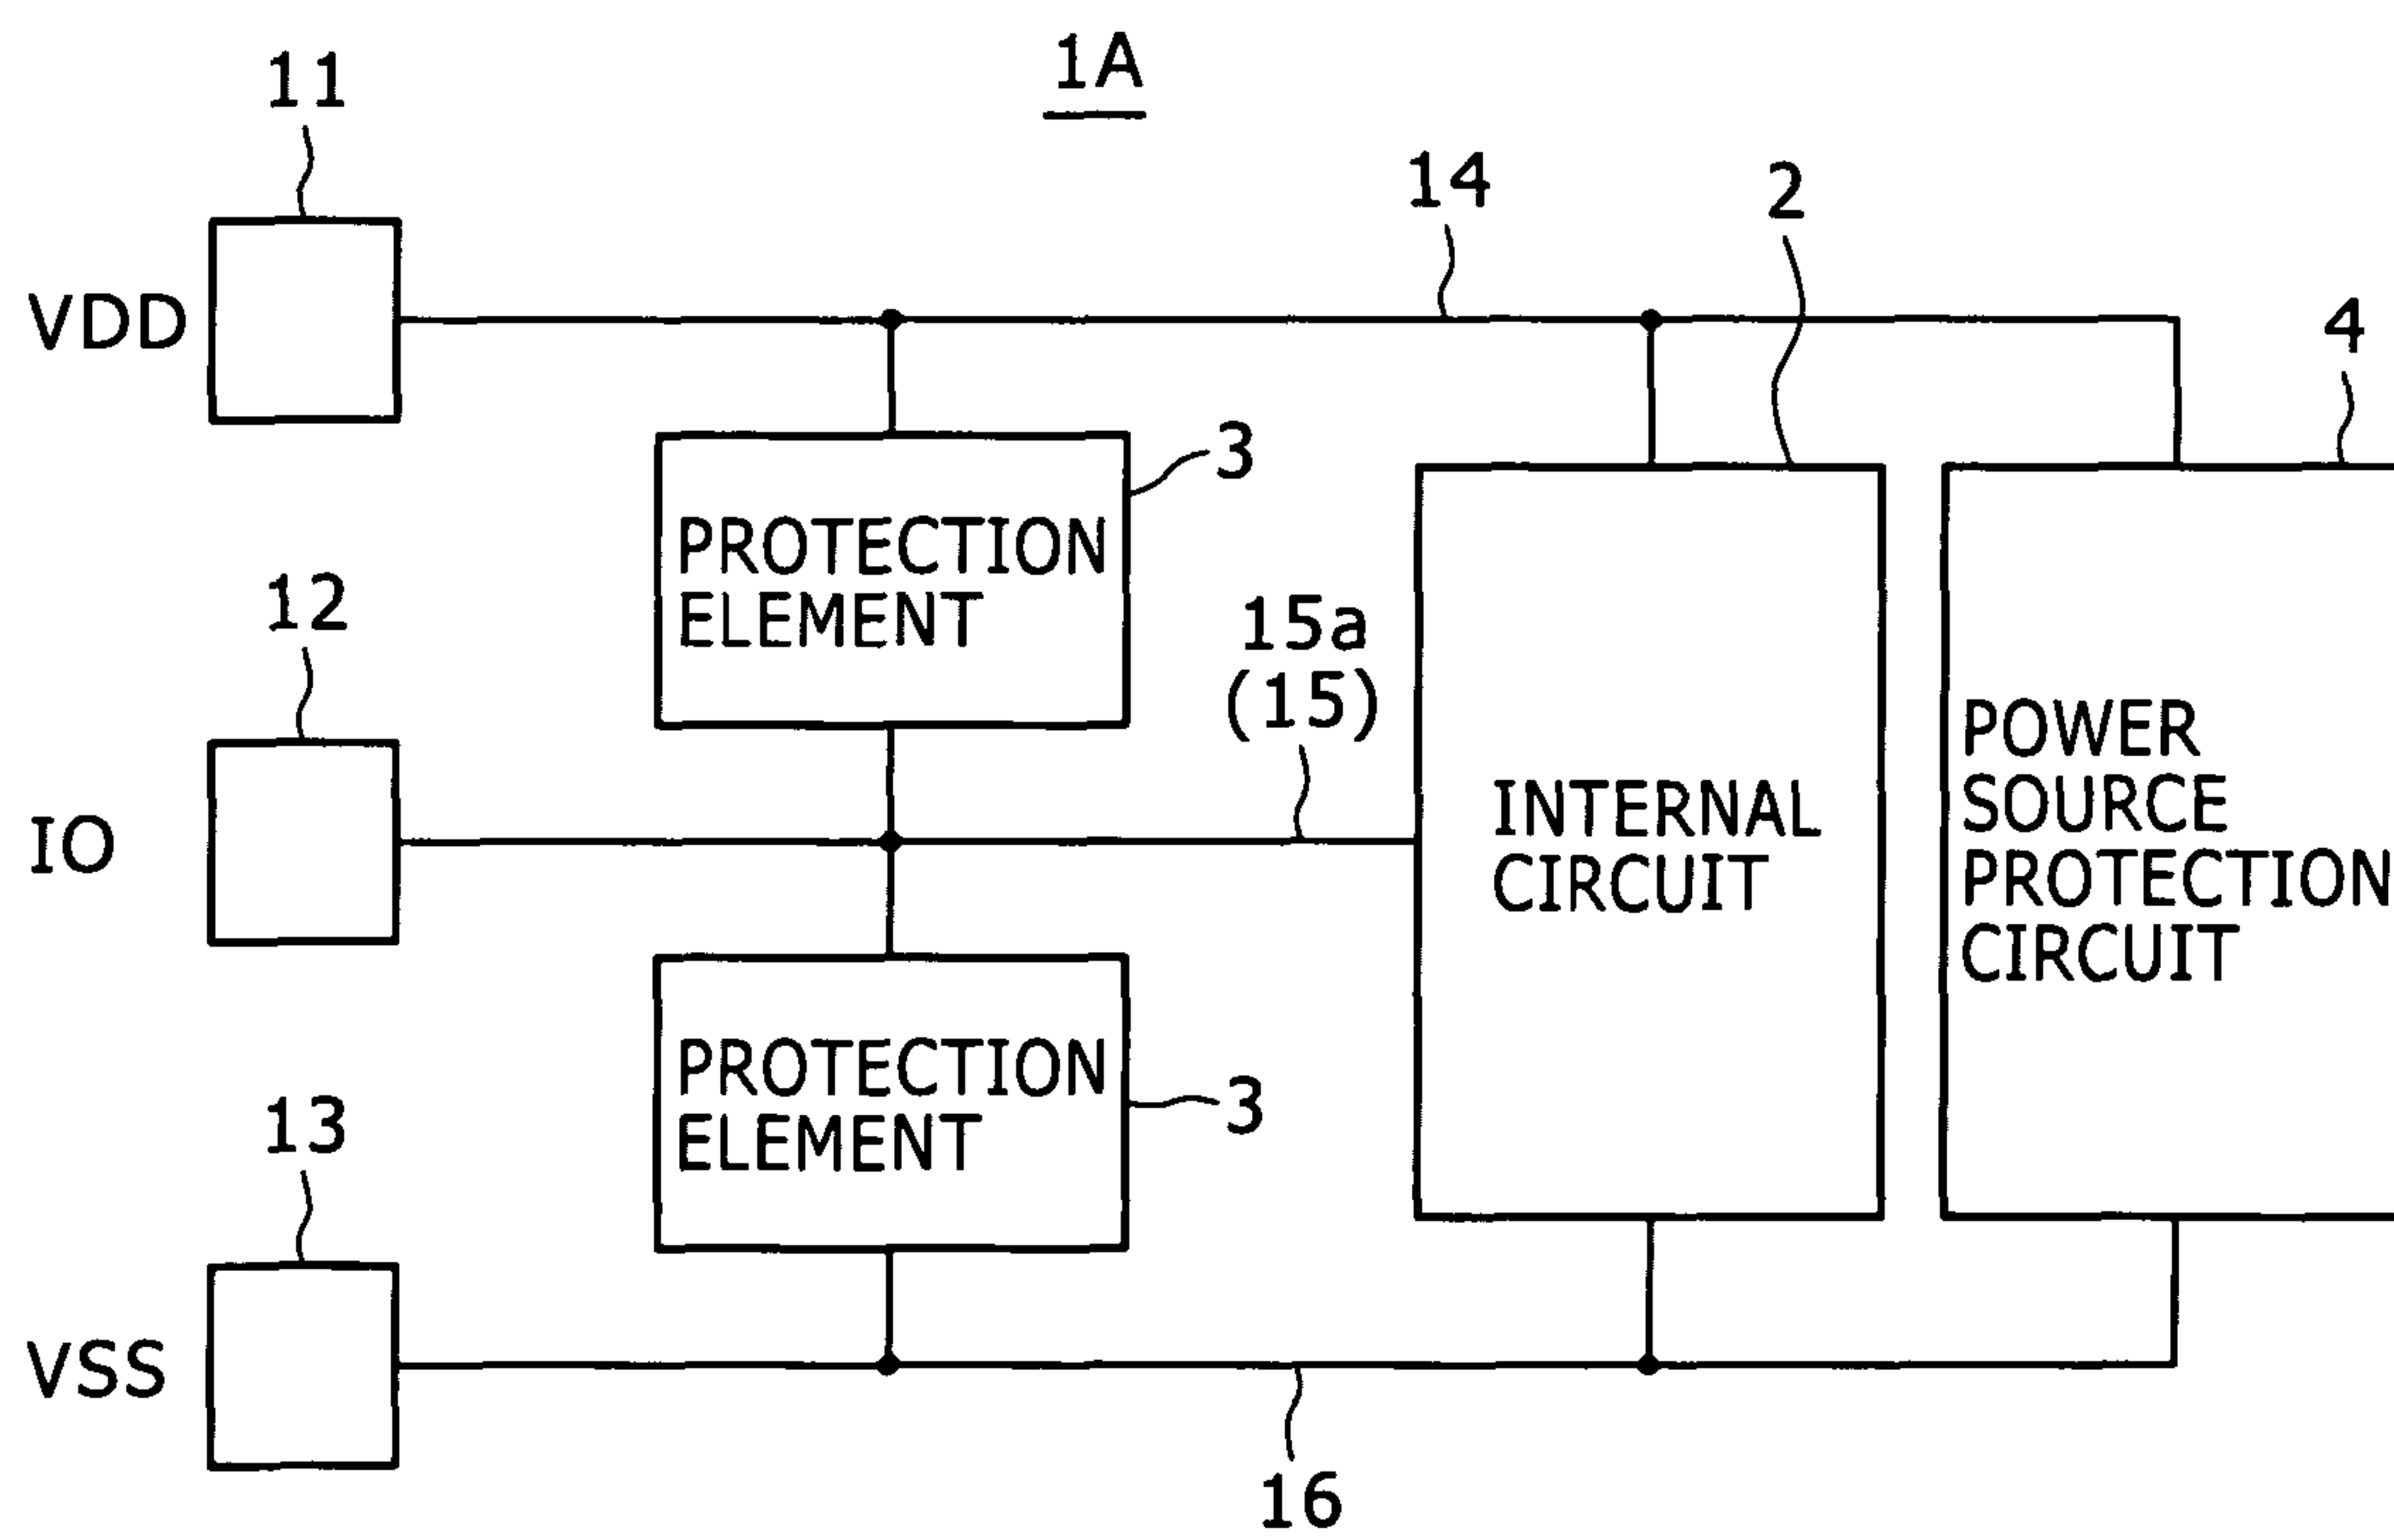 1A
11
14
2
VDD
4
3
PROTECTION
ELEMENT
12
15a
(15)
IO
INTERNAL
CIRCUIT
POWER
SOURCE
PROTECTION
CIRCUIT
PROTECTION
ELEMENT
3
13
VSS
16